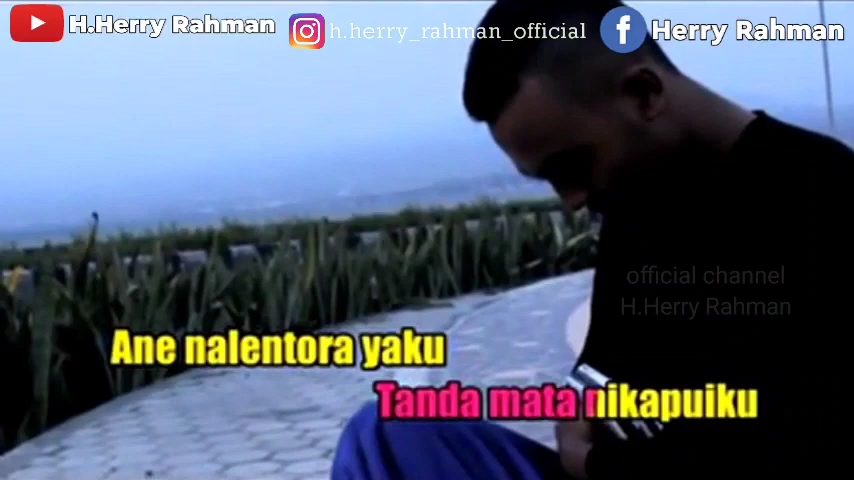 H.Herry Rahman
h.herry_rahman_official
Herry Rahman
official channel
H.Herry Rahman
Ane nalentora yaku
Tanda mata nikapuiku